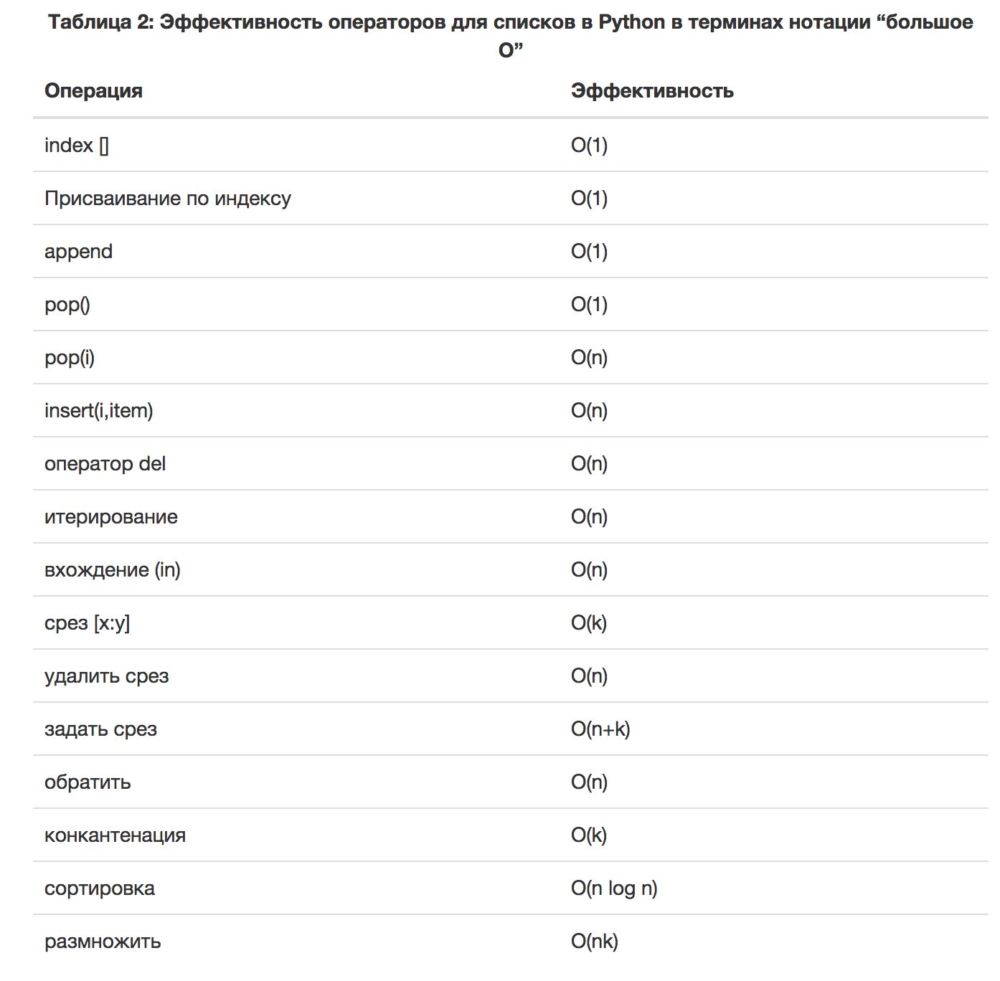 Таблица 2: Эффективность операторов для списков в Python в терминах нотации “большое
О”
Операция Эффективность
index [] O(1)
Присваивание по индексу O(1)
append O(1)
pop() O(1)
pop(i) O(n)
insert(i,item) O(n)
оператор del O(n)
итерирование O(n)
вхождение (in) O(n)
срез [x:y] O(k)
удалить срез O(n)
задать срез O(n+k)
обратить O(n)
конкантенация O(k)
сортировка O(n log n)
размножить O(nk)